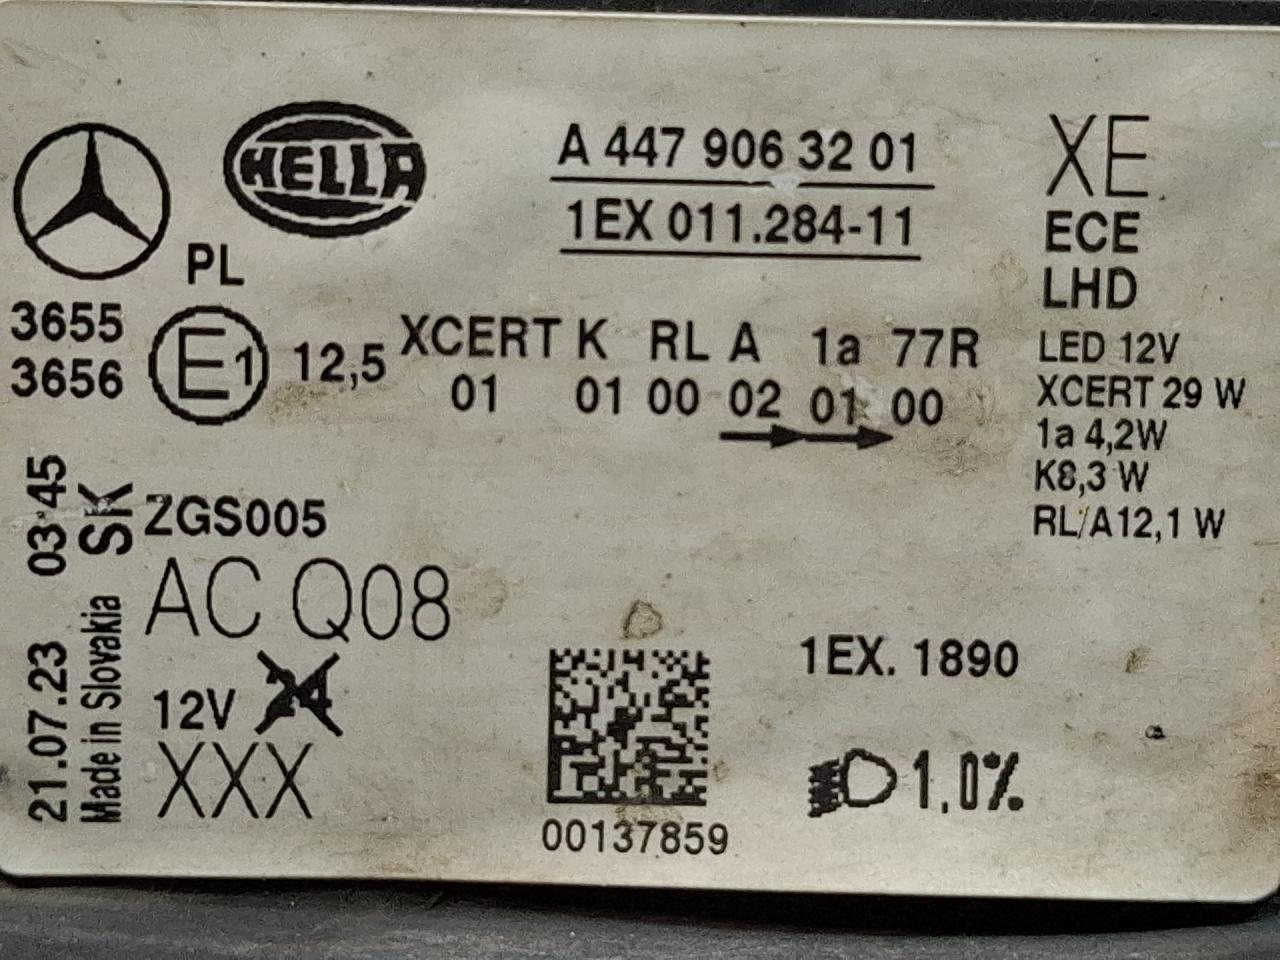 HELLA
A 447 906 32 01
1EX 011.284-11
XE
ECE
LHD
PL
3655
3656
E1
12,5
XCERT K RL A 1a 77R
01 01 00 02 01 00
LED 12V
XCERT 29 W
1a 4,2W
K8,3 W
RL/A12,1 W
21.07.23 03:45
Made in Slovakia SK
ZGS005
AC Q08
12V 24
XXX
00137859
1EX. 1890
1.0%